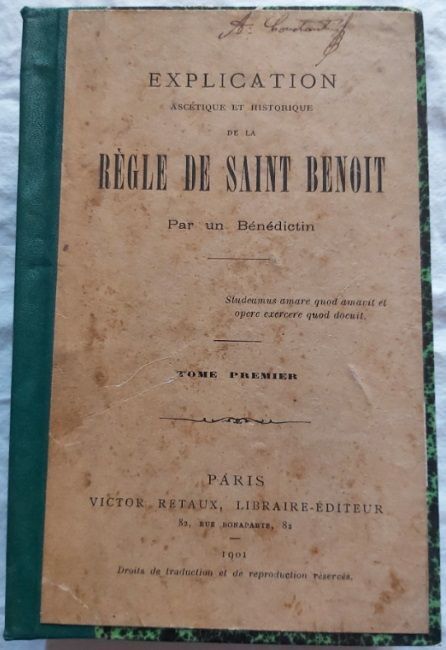 EXPLICATION
ASCÉTIQUE ET HISTORIQUE
DE LA
RÈGLE DE SAINT BENOIT
Par un Bénédictin
Studeamus amare quod amavit et
opere exercere quod docuit.
TOME PREMIER
PARIS
VICTOR RETAUX, LIBRAIRE-ÉDITEUR
82, RUE BONAPARTE, 82
1901
Droits de traduction et de reproduction réservés.